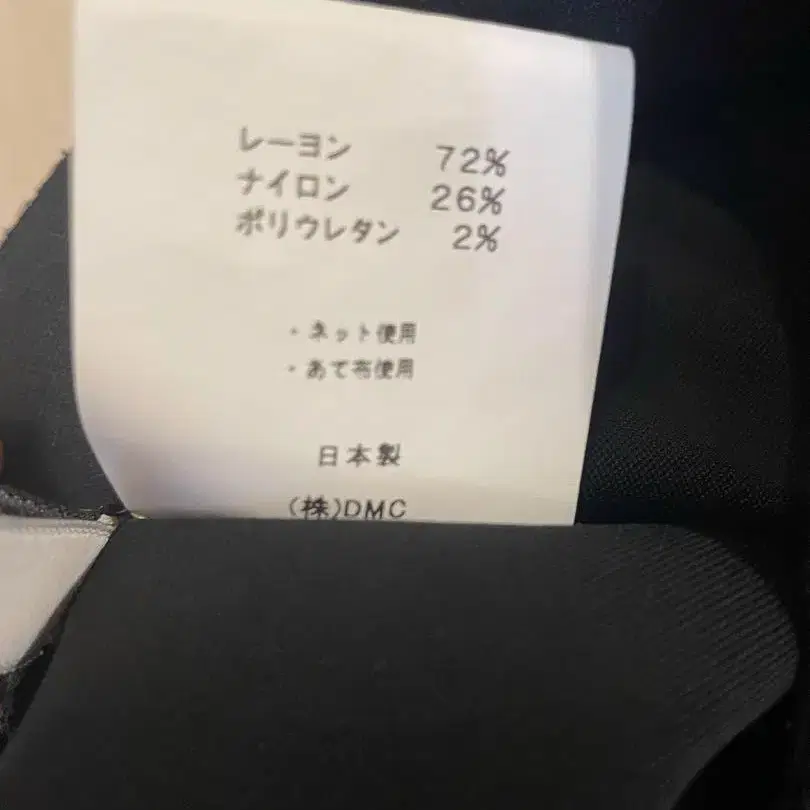 レーヨン 72%
ナイロン 26%
ポリウレタン 2%
・ネット使用
・あて布使用
日本製
(株)DMC